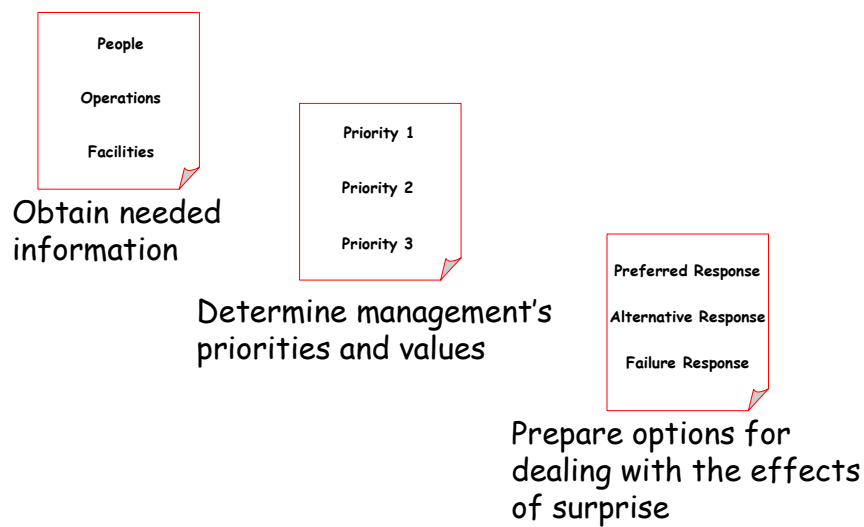 People
Operations
Facilities
Obtain needed
information
Priority 1
Priority 2
Priority 3
Determine management’s
priorities and values
Preferred Response
Alternative Response
Failure Response
Prepare options for
dealing with the effects
of surprise